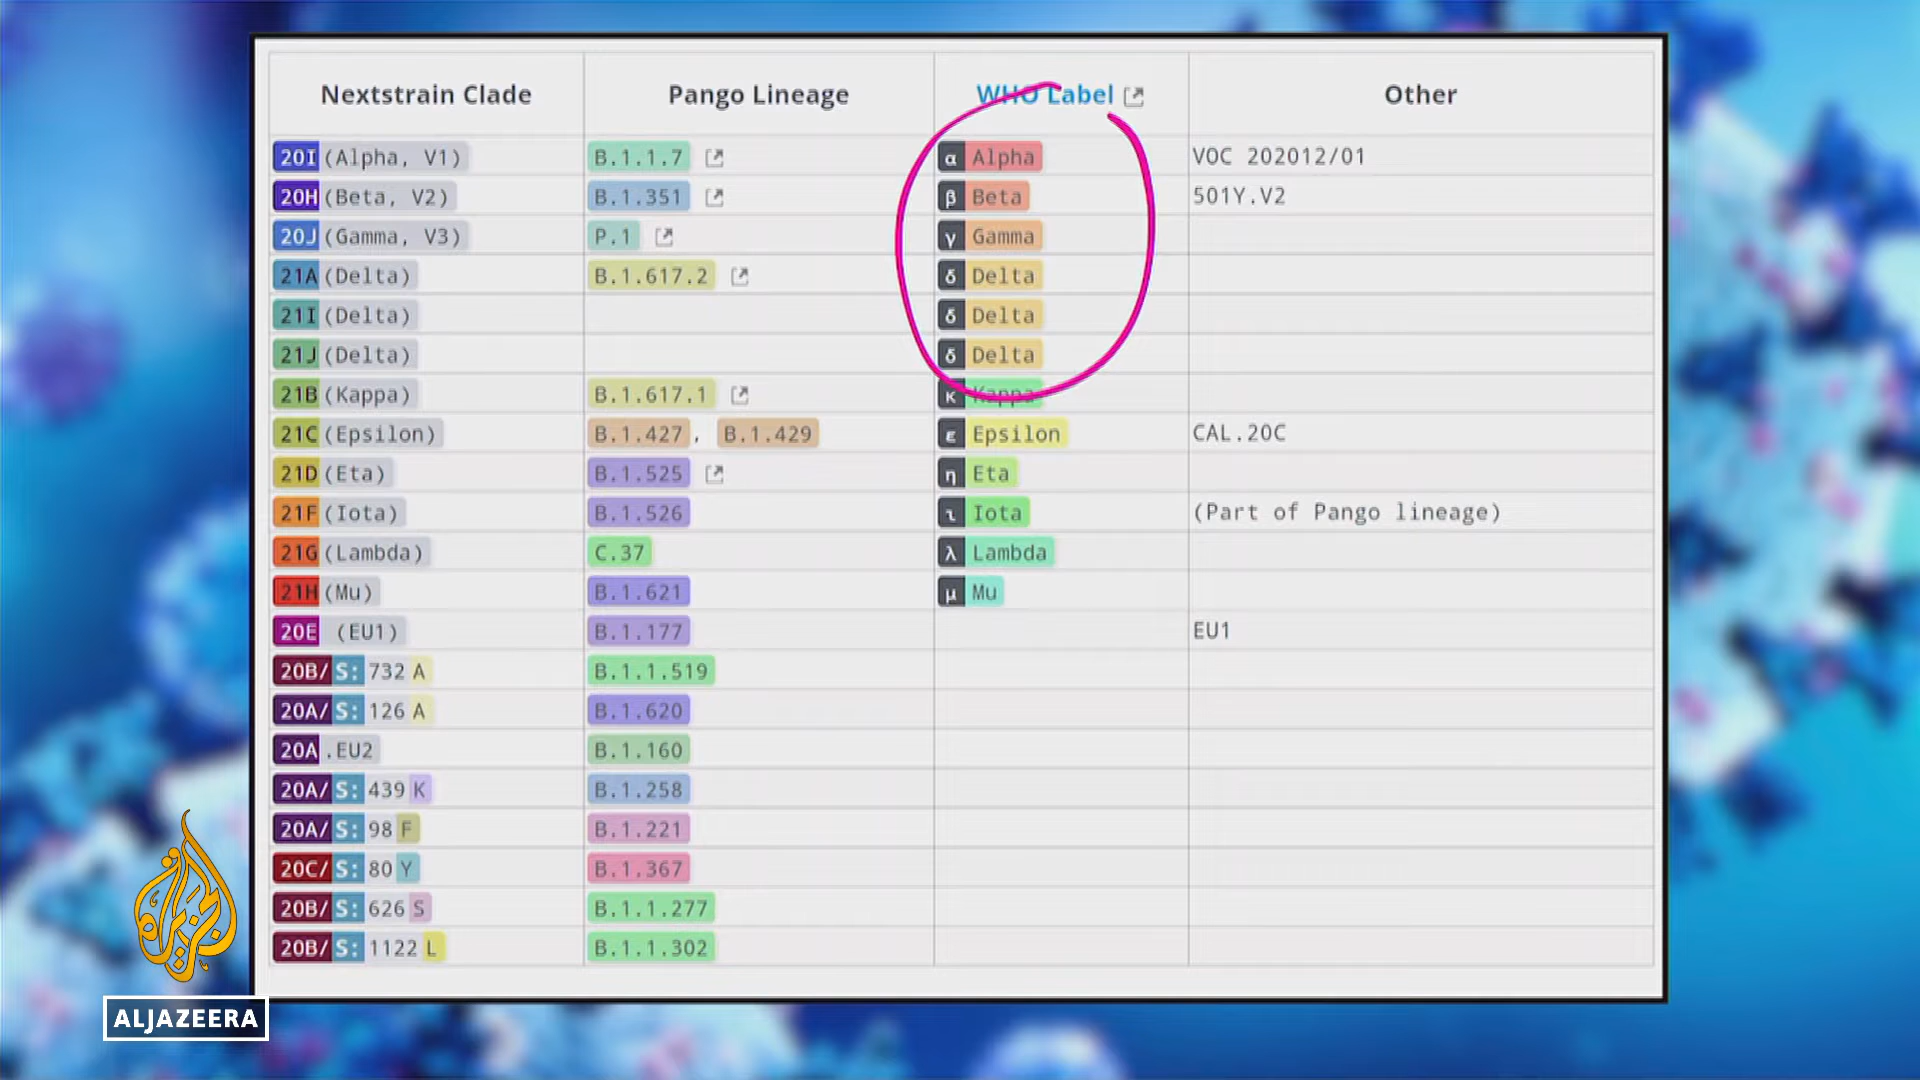 Nextstrain Clade Pango Lineage WHO Label Other
20I (Alpha, V1) B.1.1.7 α Alpha VOC 202012/01
20H (Beta, V2) B.1.351 β Beta 501Y.V2
20J (Gamma, V3) P.1 γ Gamma
21A (Delta) B.1.617.2 δ Delta
21I (Delta) δ Delta
21J (Delta) δ Delta
21B (Kappa) B.1.617.1 κ Kappa
21C (Epsilon) B.1.427, B.1.429 ε Epsilon CAL.20C
21D (Eta) B.1.525 η Eta
21F (Iota) B.1.526 ι Iota (Part of Pango lineage)
21G (Lambda) C.37 λ Lambda
21H (Mu) B.1.621 μ Mu
20E (EU1) B.1.177 EU1
20B/S:732A B.1.1.519
20A/S:126A B.1.620
20A.EU2 B.1.160
20A/S:439K B.1.258
20A/S:98F B.1.221
20C/S:80Y B.1.367
20B/S:626S B.1.1.277
20B/S:1122L B.1.1.302
الجزيرة
ALJAZEERA